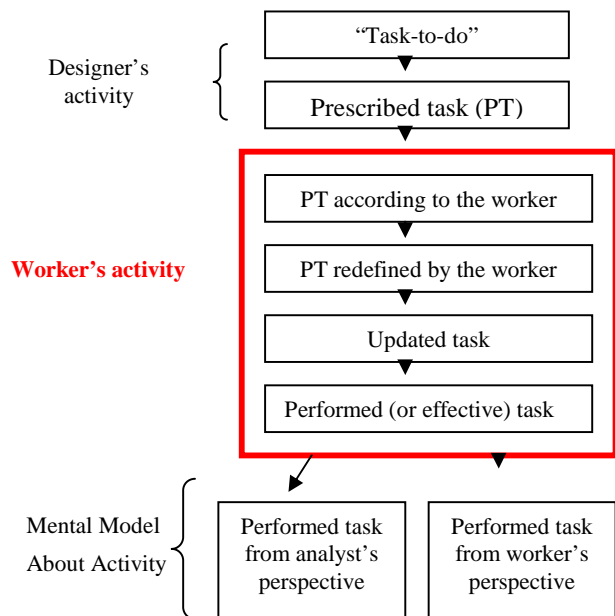 “Task-to-do”
Designer’s
activity
Prescribed task (PT)
PT according to the worker
Worker’s activity
PT redefined by the worker
Updated task
Performed (or effective) task
Mental Model
About Activity
Performed task
from analyst’s
perspective
Performed task
from worker’s
perspective